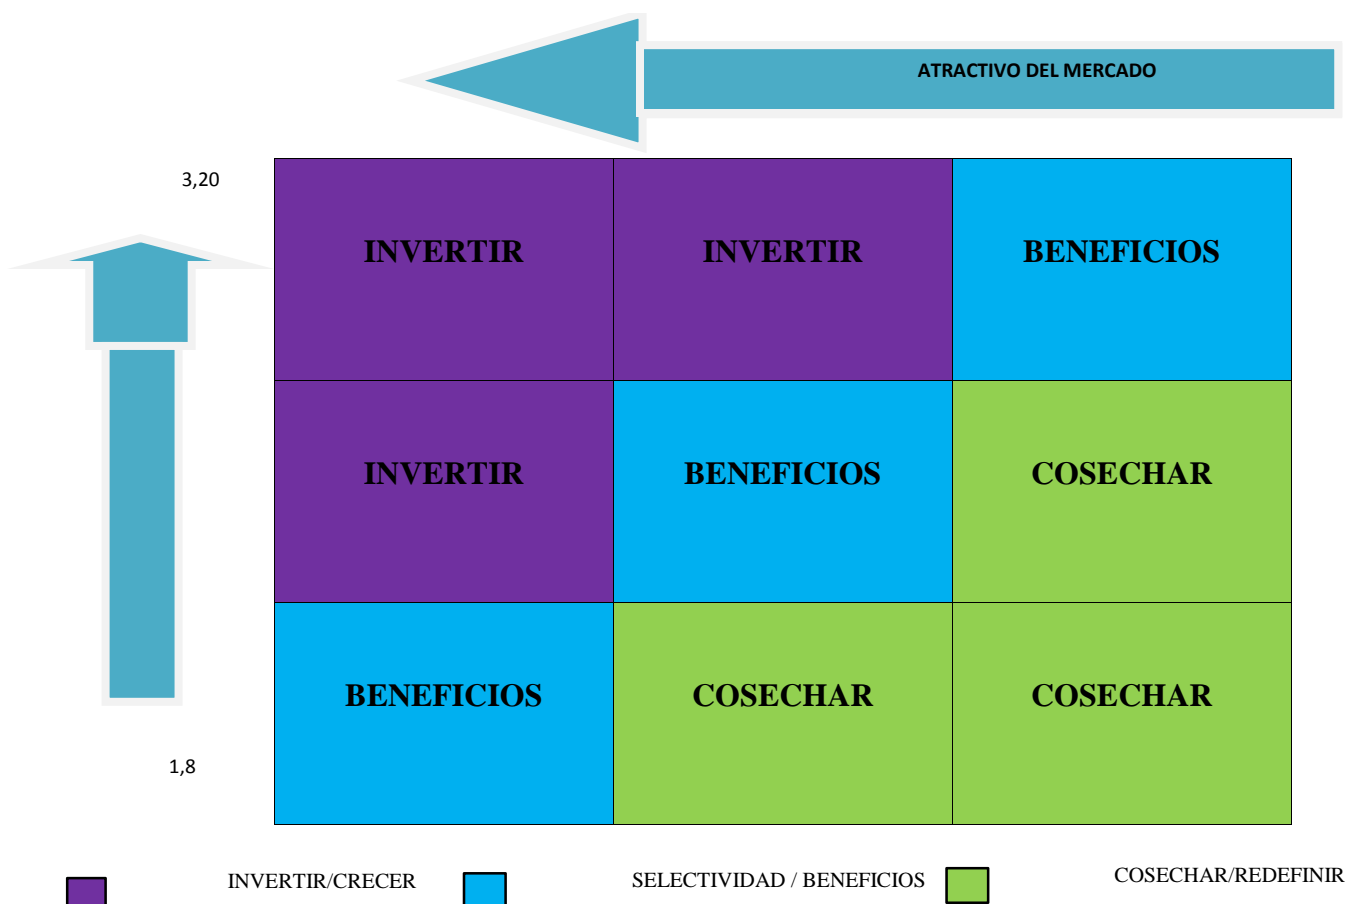 ATRACTIVO DEL MERCADO
3,20
INVERTIR
INVERTIR
BENEFICIOS
INVERTIR
BENEFICIOS
COSECHAR
BENEFICIOS
COSECHAR
COSECHAR
1,8
INVERTIR/CRECER
SELECTIVIDAD / BENEFICIOS
COSECHAR/REDEFINIR